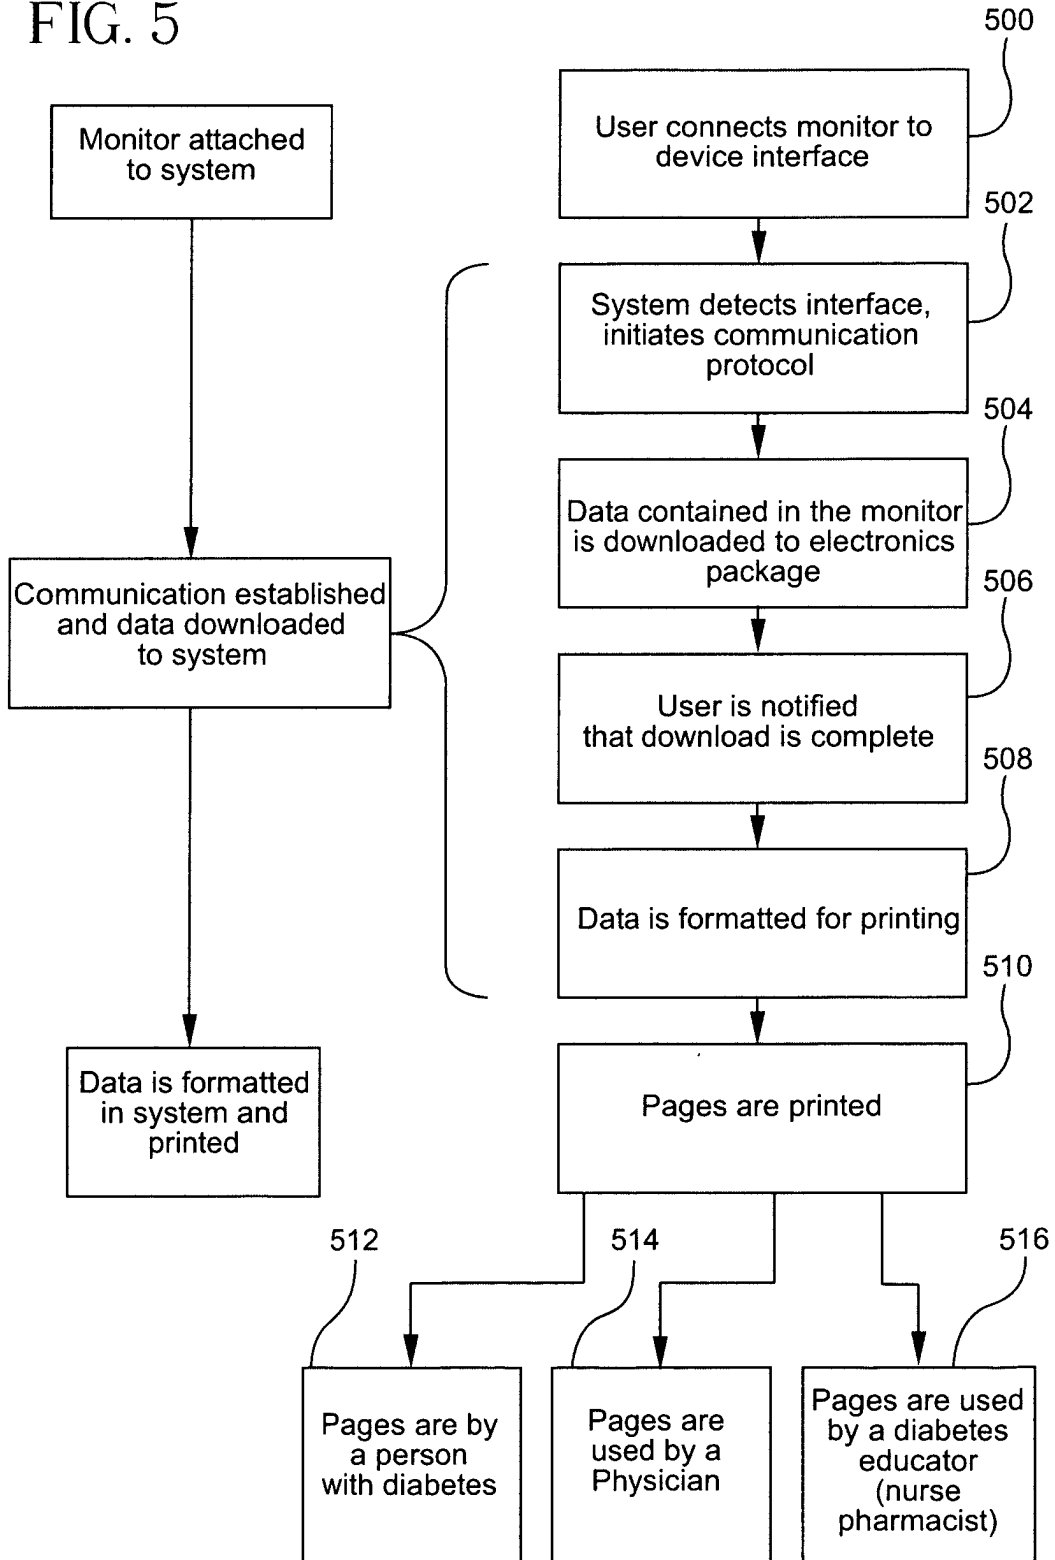 FIG. 5
500
Monitor attached
to system
User connects monitor to
device interface
502
System detects interface,
initiates communication
protocol
504
Data contained in the monitor
is downloaded to electronics
package
506
Communication established
and data downloaded
to system
User is notified
that download is complete
508
Data is formatted for printing
510
Data is formatted
in system and
printed
Pages are printed
512
514
516
Pages are by
a person
with diabetes
Pages are
used by a
Physician
Pages are used
by a diabetes
educator
(nurse
pharmacist)